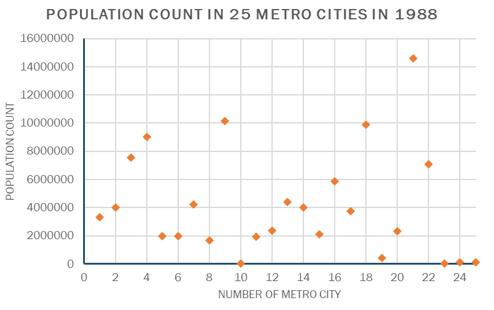 POPULATION COUNT IN 25 METRO CITIES IN 1988
16000000
14000000
12000000
10000000
8000000
6000000
4000000
2000000
0
POPULATION COUNT
0 2 4 6 8 10 12 14 16 18 20 22 24
NUMBER OF METRO CITY